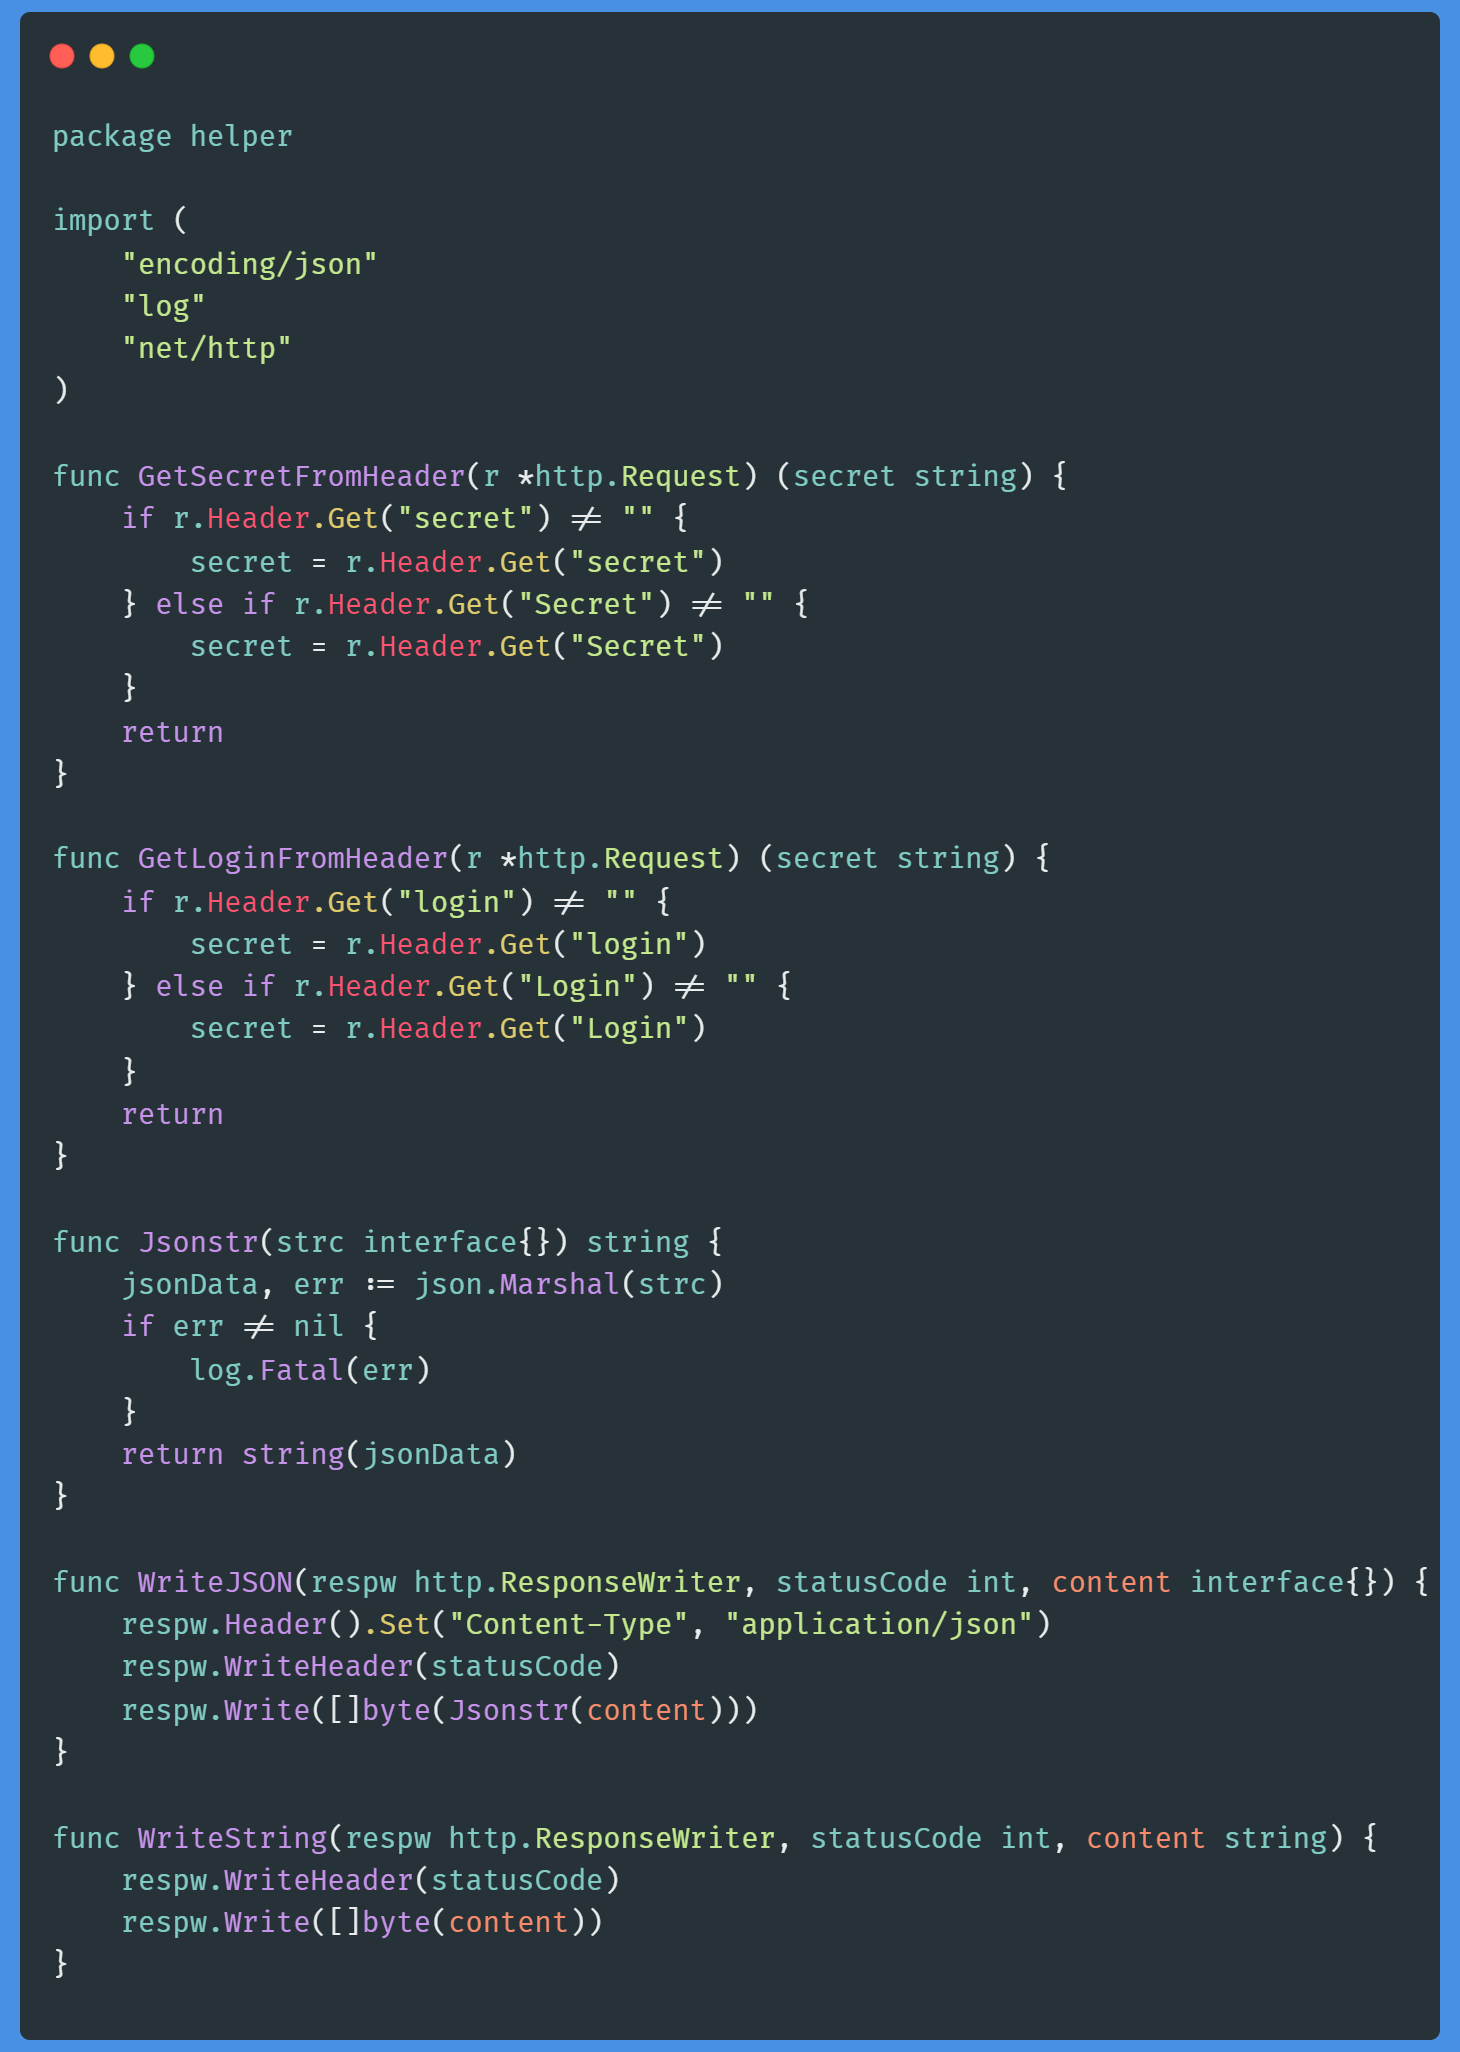 package helper

import (
    "encoding/json"
    "log"
    "net/http"
)

func GetSecretFromHeader(r *http.Request) (secret string) {
    if r.Header.Get("secret") != "" {
        secret = r.Header.Get("secret")
    } else if r.Header.Get("Secret") != "" {
        secret = r.Header.Get("Secret")
    }
    return
}

func GetLoginFromHeader(r *http.Request) (secret string) {
    if r.Header.Get("login") != "" {
        secret = r.Header.Get("login")
    } else if r.Header.Get("Login") != "" {
        secret = r.Header.Get("Login")
    }
    return
}

func Jsonstr(strc interface{}) string {
    jsonData, err := json.Marshal(strc)
    if err != nil {
        log.Fatal(err)
    }
    return string(jsonData)
}

func WriteJSON(respw http.ResponseWriter, statusCode int, content interface{}) {
    respw.Header().Set("Content-Type", "application/json")
    respw.WriteHeader(statusCode)
    respw.Write([]byte(Jsonstr(content)))
}

func WriteString(respw http.ResponseWriter, statusCode int, content string) {
    respw.WriteHeader(statusCode)
    respw.Write([]byte(content))
}